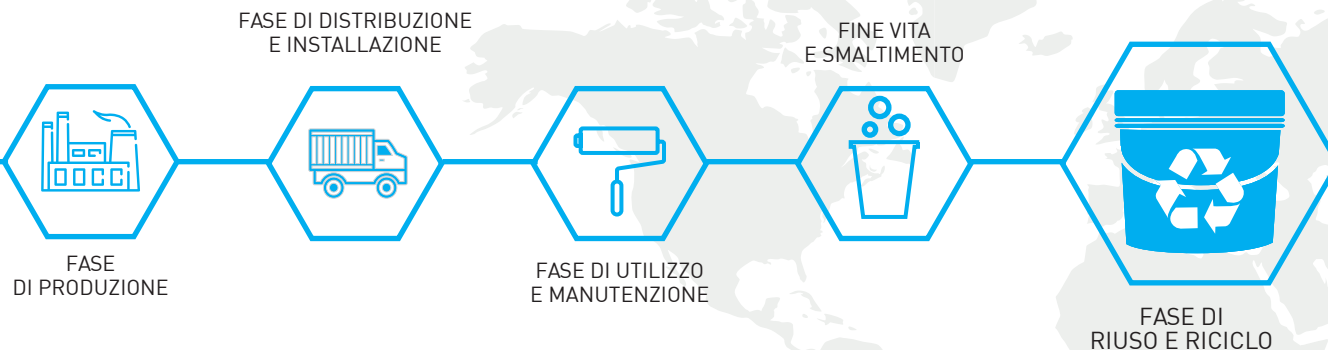 FASE
DI PRODUZIONE
FASE DI DISTRIBUZIONE
E INSTALLAZIONE
FASE DI UTILIZZO
E MANUTENZIONE
FINE VITA
E SMALTIMENTO
FASE DI
RIUSO E RICICLO